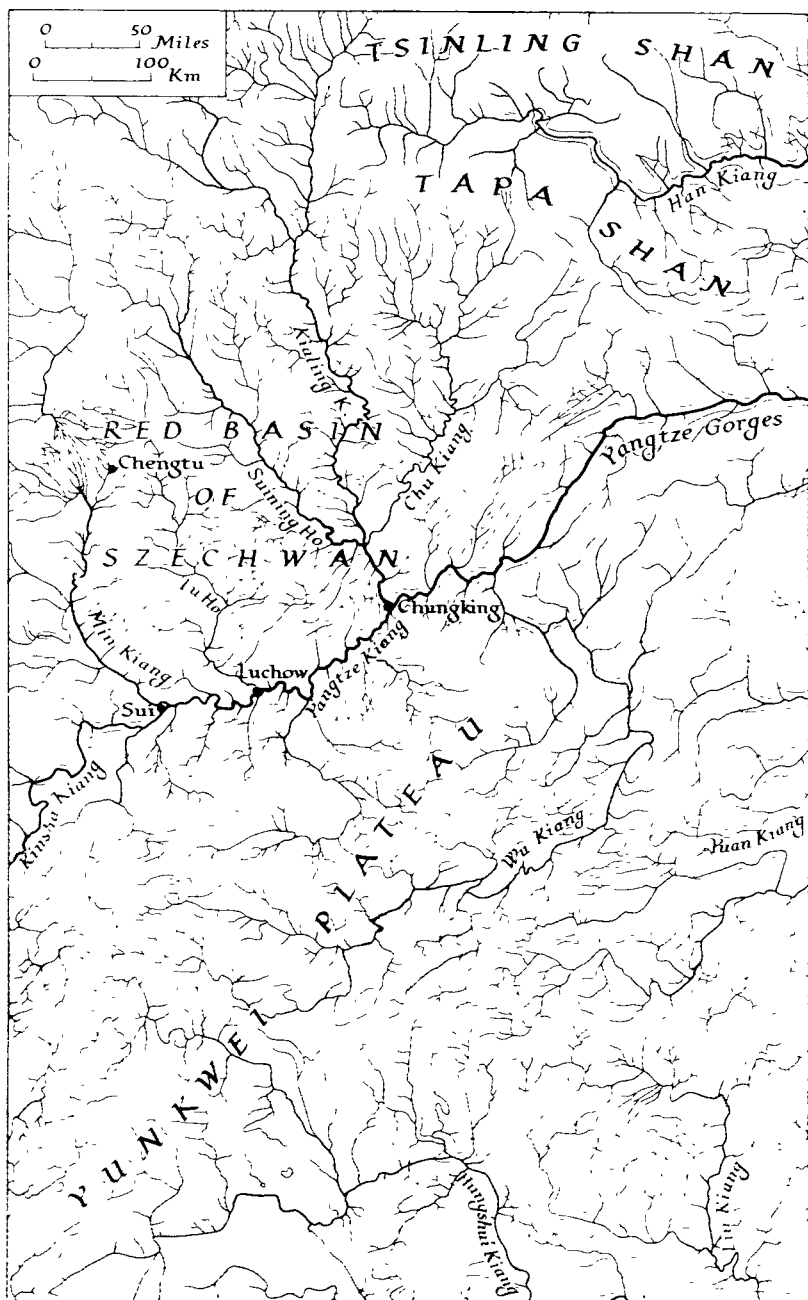 0 50 Miles
0 100 Km
TSINLING SHAN
TAPA SHAN
Han Kiang
Kialing K.
RED BASIN
OF
SZECHWAN
Chengtu
Suining Ho
Chu Kiang
Yangtze Gorges
Lu Ho
Min Kiang
Chungking
Luchow
Yangtze Kiang
Sui
Kinsha Kiang
YUNKWEI PLATEAU
Wu Kiang
Yuan Kiang
Hungshui Kiang
Liu Kiang